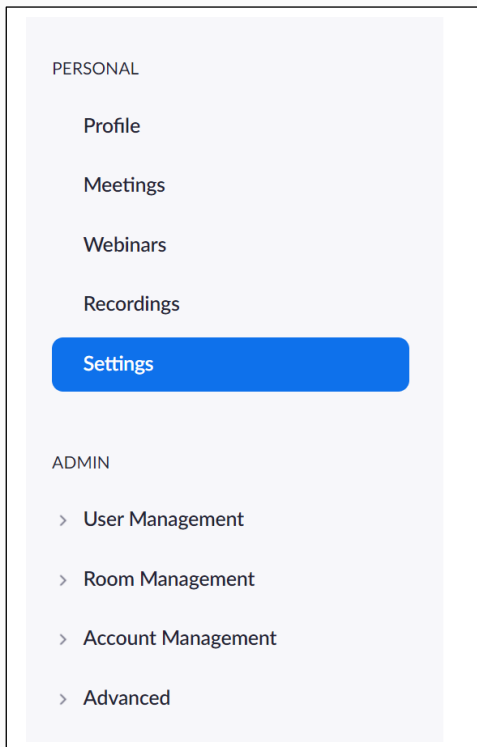 PERSONAL
Profile
Meetings
Webinars
Recordings
Settings
ADMIN
User Management
Room Management
Account Management
Advanced